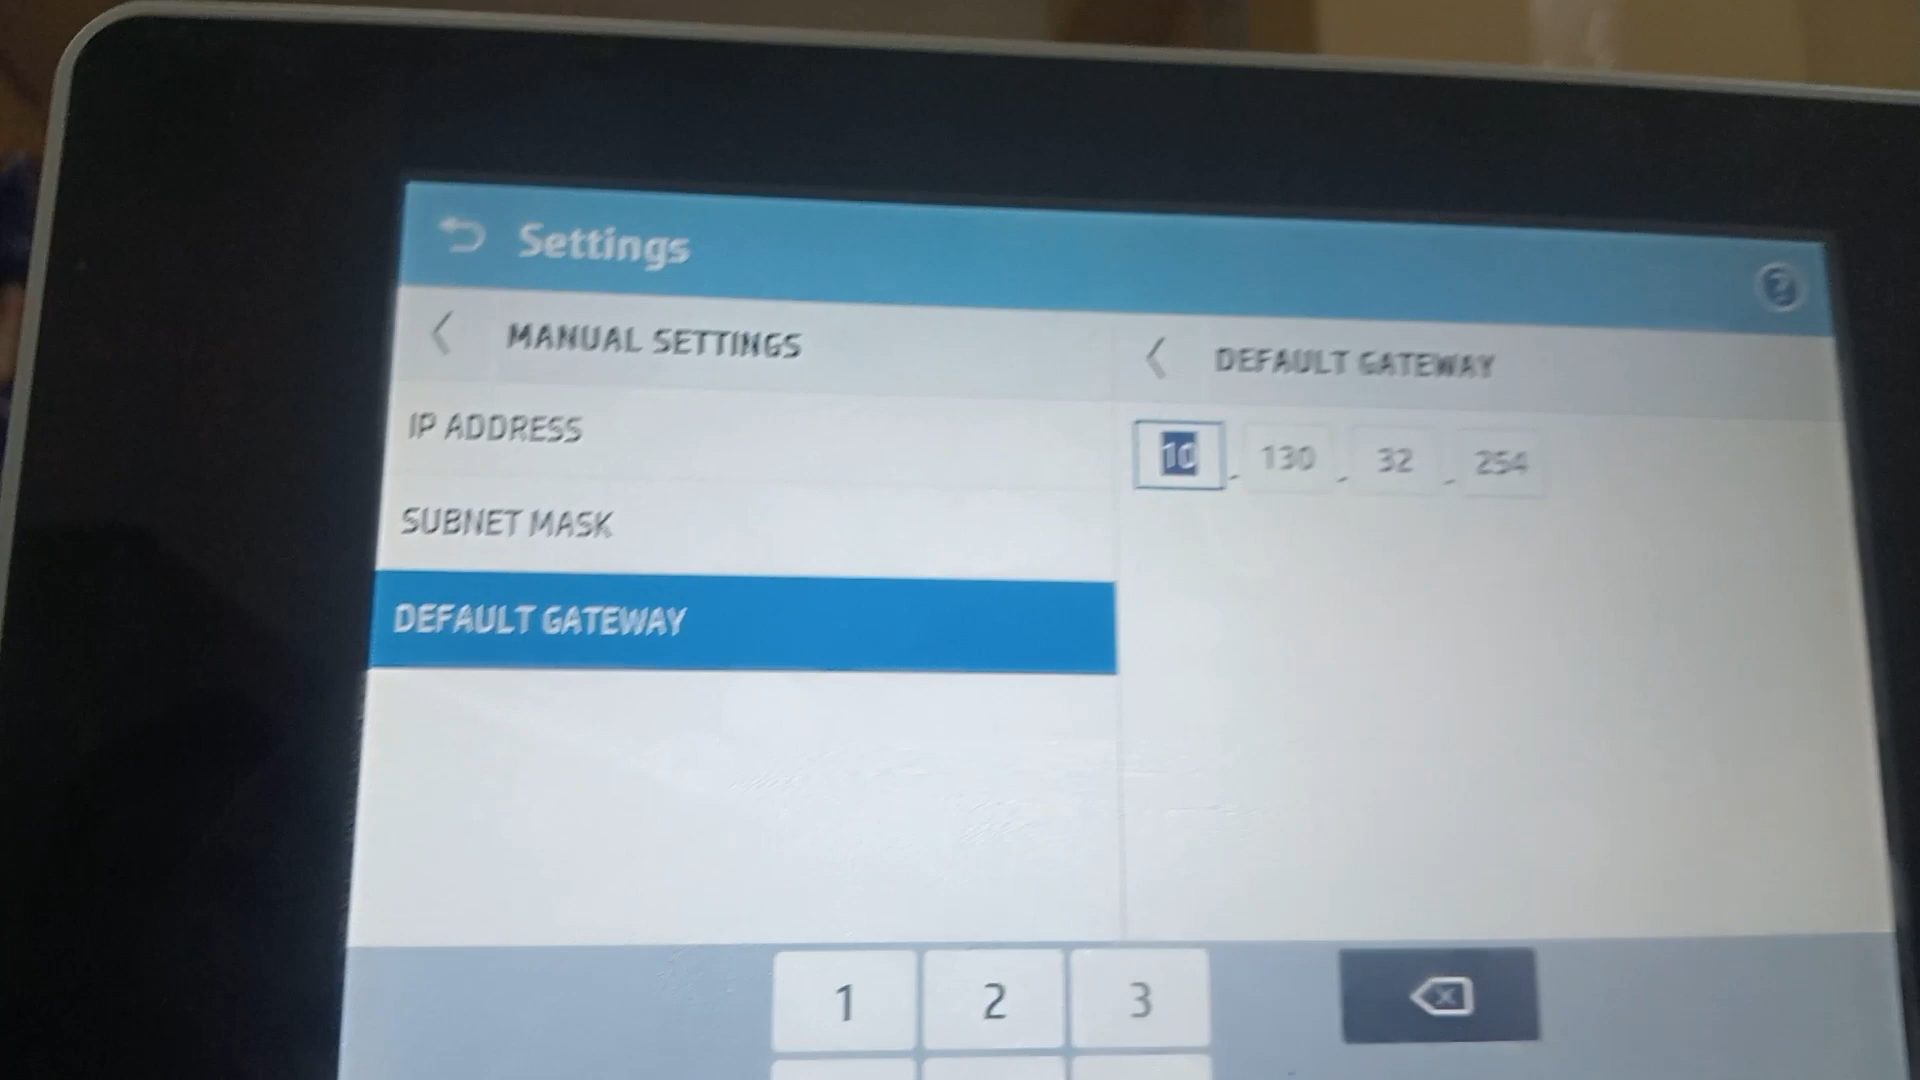 Settings
MANUAL SETTINGS
IP ADDRESS
SUBNET MASK
DEFAULT GATEWAY
DEFAULT GATEWAY
10 . 130 . 32 . 254
1 2 3